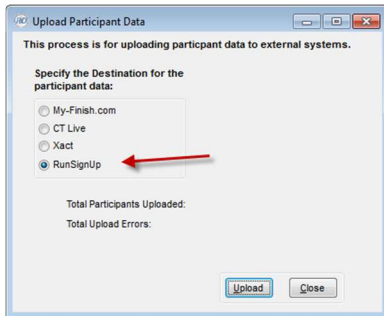 Upload Participant Data
This process is for uploading particpant data to external systems.
Specify the Destination for the
participant data:
My-Finish.com
CT Live
Xact
RunSignUp
Total Participants Uploaded:
Total Upload Errors:
Upload Close